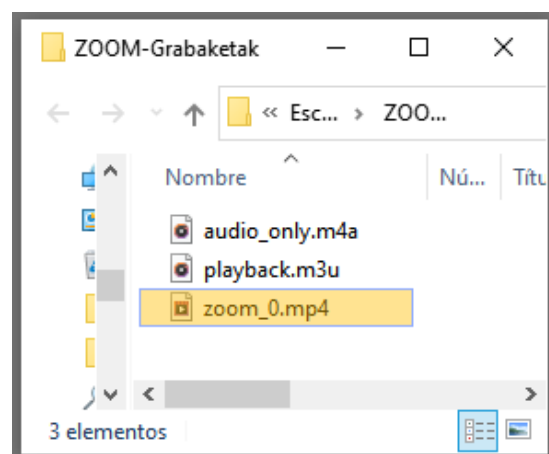 ZOOM-Grabaketak
« Esc... > ZOO...
Nombre Nú... Títu
audio_only.m4a
playback.m3u
zoom_0.mp4
3 elementos